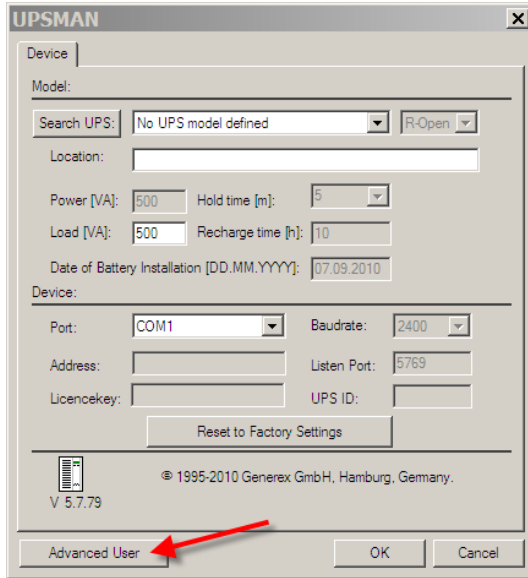 UPSMAN
Device
Model:
Search UPS: No UPS model defined R-Open
Location:
Power [VA]: 500 Hold time [m]: 5
Load [VA]: 500 Recharge time [h]: 10
Date of Battery Installation [DD.MM.YYYY]: 07.09.2010
Device:
Port: COM1 Baudrate: 2400
Address: Listen Port: 5769
Licencekey: UPS ID:
Reset to Factory Settings
© 1995-2010 Generex GmbH, Hamburg, Germany.
V 5.7.79
Advanced User OK Cancel